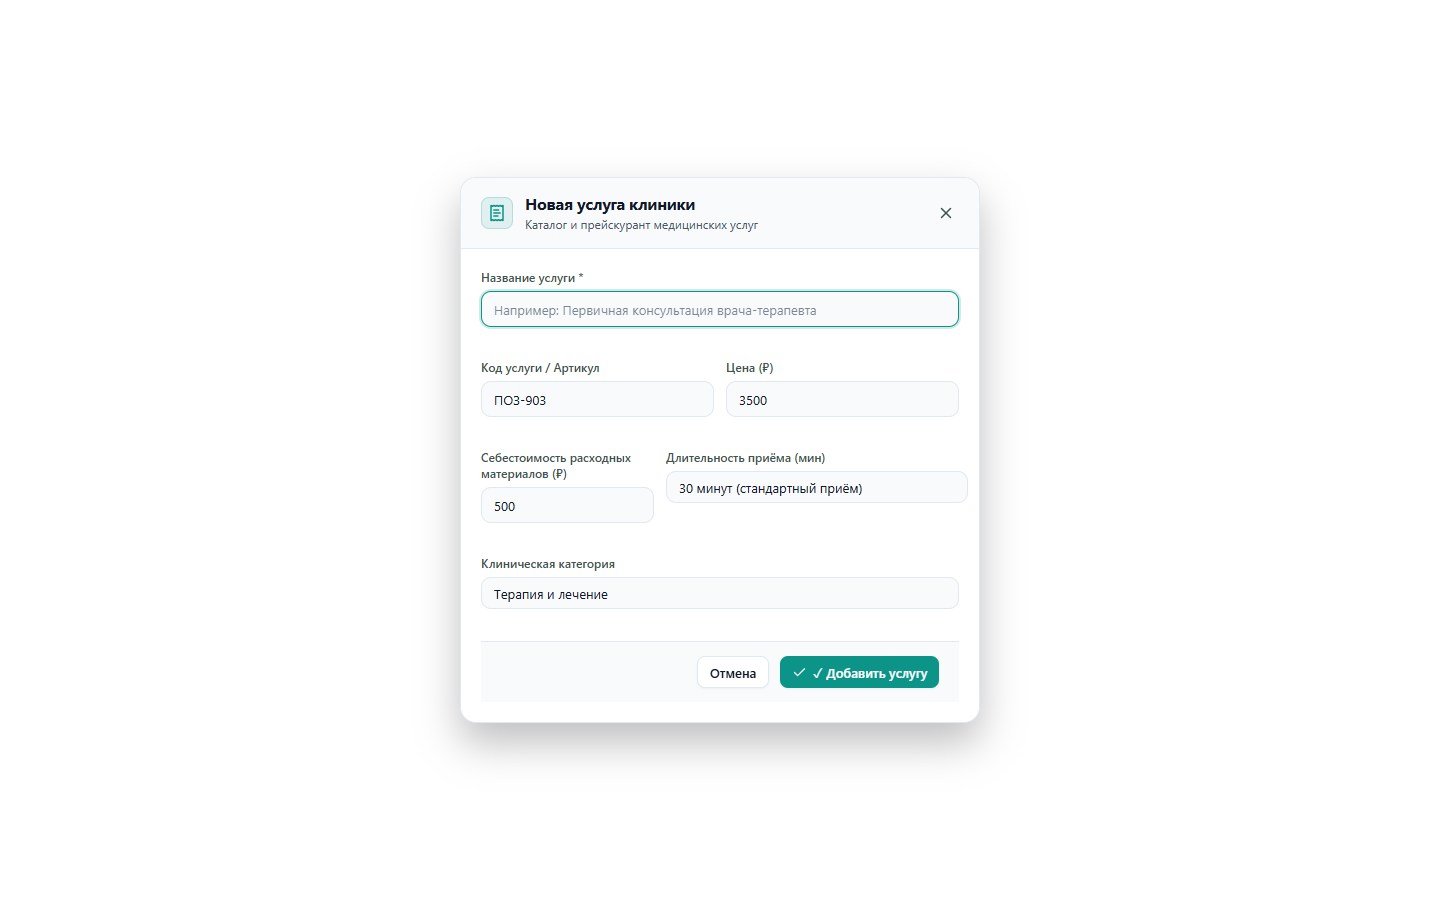 Новая услуга клиники
Каталог и прейскурант медицинских услуг
Название услуги *
Например: Первичная консультация врача-терапевта
Код услуги / Артикул
Цена (₽)
ПОЗ-903
3500
Себестоимость расходных
материалов (₽)
Длительность приёма (мин)
500
30 минут (стандартный приём)
Клиническая категория
Терапия и лечение
Отмена
✓ Добавить услугу